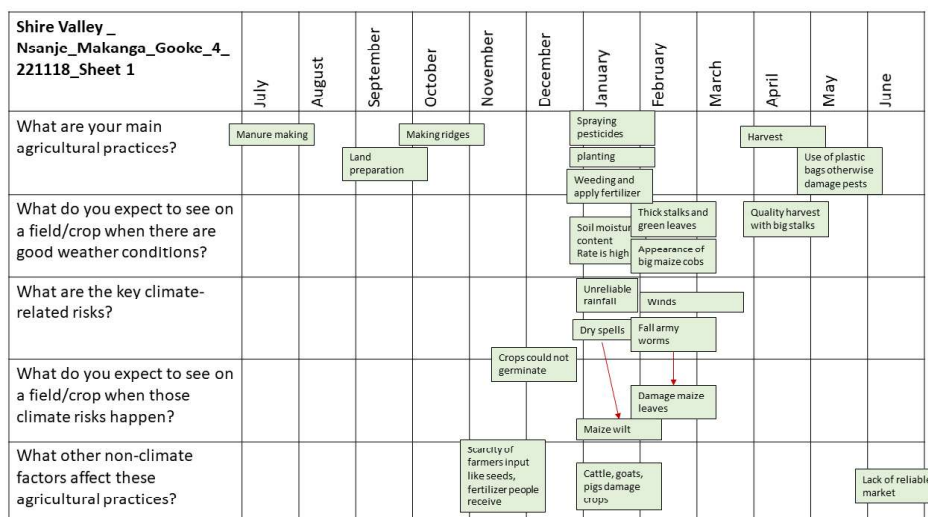 Shire Valley _
Nsanje_Makanga_Gooke_4_
221118_Sheet 1
July
August
September
October
November
December
January
February
March
April
May
June
What are your main
agricultural practices?
Manure making
Land
preparation
Making ridges
Spraying
pesticides
planting
Weeding and
apply fertilizer
Harvest
Use of plastic
bags otherwise
damage pests
What do you expect to see on
a field/crop when there are
good weather conditions?
Soil moistur
content
Rate is high
Thick stalks and
green leaves
Appearance of
big maize cobs
Quality harvest
with big stalks
What are the key climate-
related risks?
Unreliable
rainfall
Winds
Dry spells
Fall army
worms
What do you expect to see on
a field/crop when those
climate risks happen?
Crops could not
germinate
Damage maize
leaves
Maize wilt
What other non-climate
factors affect these
agricultural practices?
Scarcity of
farmers input
like seeds,
fertilizer people
receive
Cattle, goats,
pigs damage
crops
Lack of reliable
market